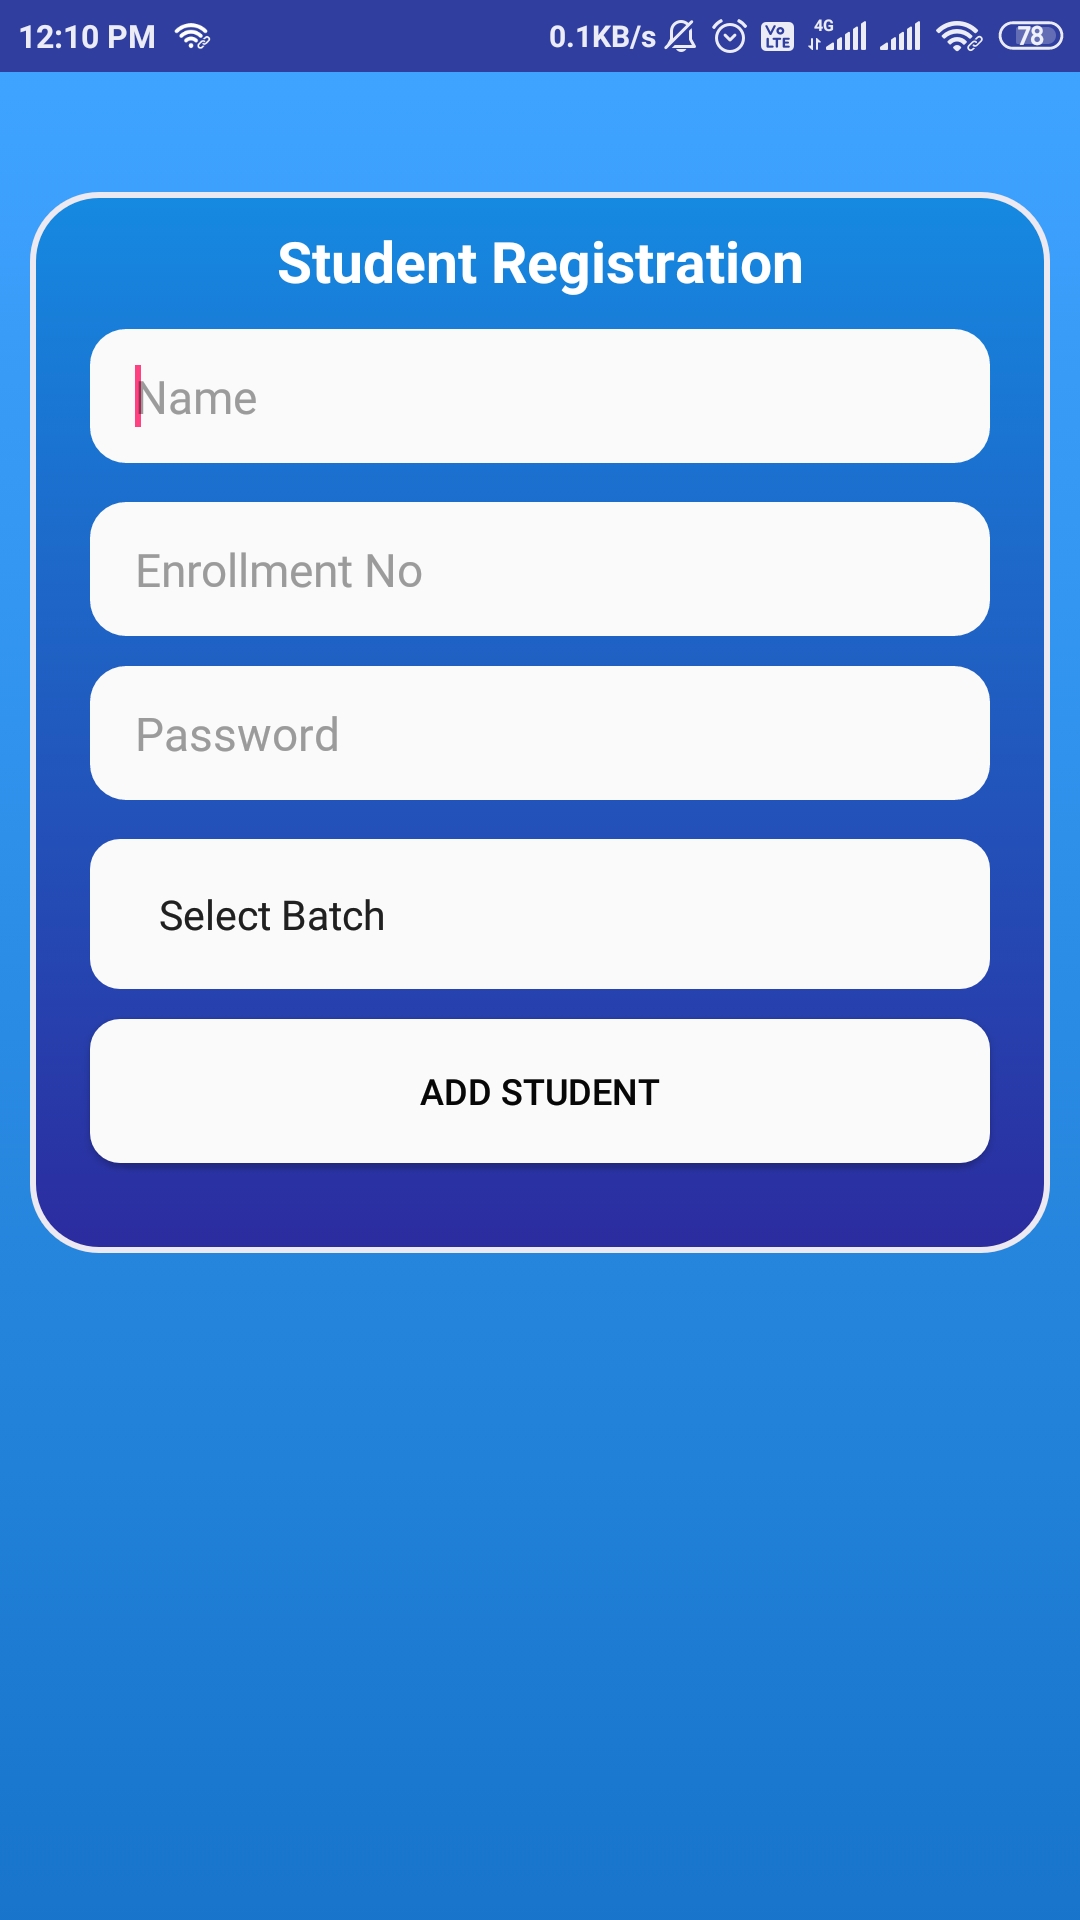 12:10 PM 0.1KB/s Vo LTE 4G 78
Student Registration
Name
Enrollment No
Password
Select Batch
ADD STUDENT